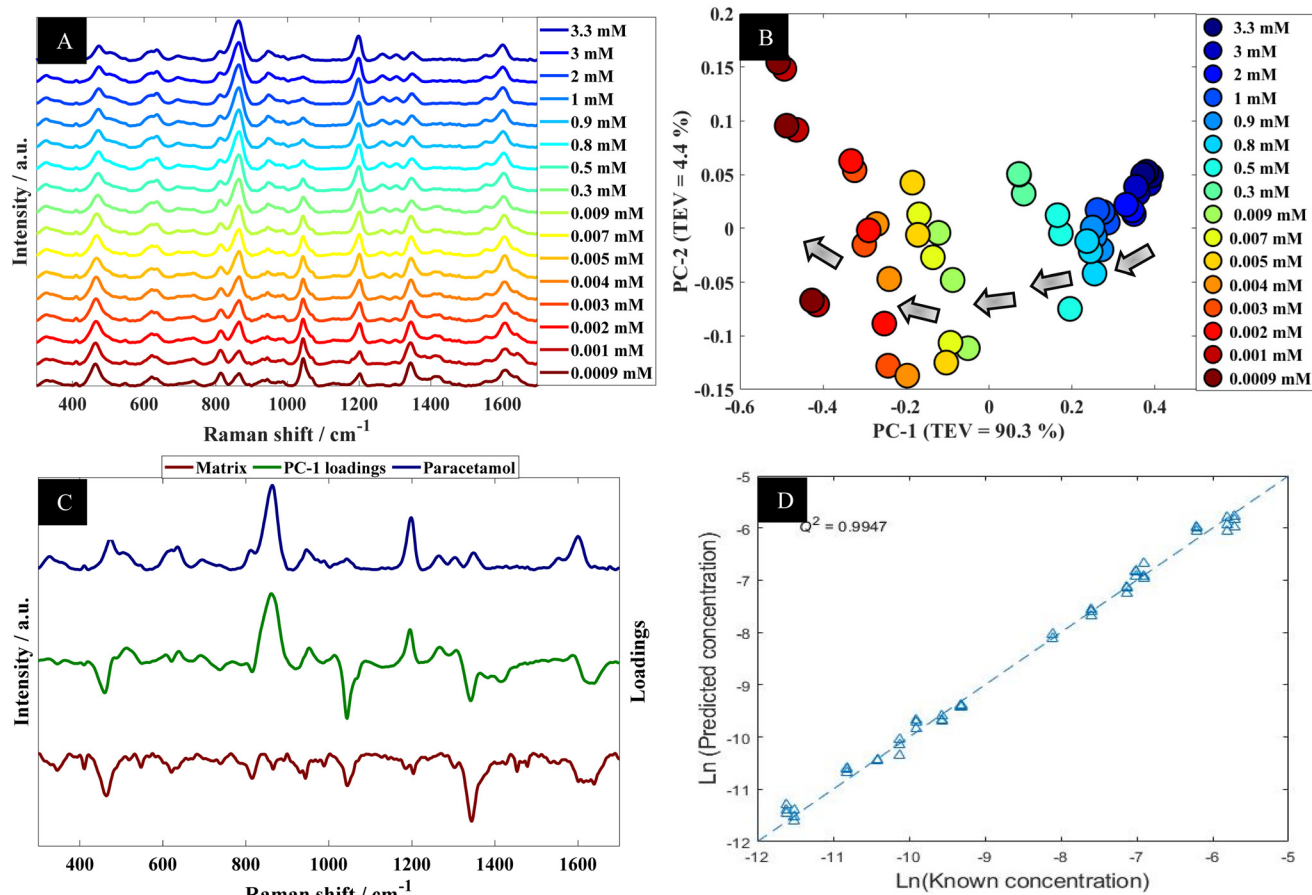 A
Intensity / a.u.
3.3 mM
3 mM
2 mM
1 mM
0.9 mM
0.8 mM
0.5 mM
0.3 mM
0.009 mM
0.007 mM
0.005 mM
0.004 mM
0.003 mM
0.002 mM
0.001 mM
0.0009 mM
400 600 800 1000 1200 1400 1600
Raman shift / cm-1
B
PC-2 (TEV = 4.4 %)
0.2
0.15
0.1
0.05
0
-0.05
-0.1
-0.15
-0.6 -0.4 -0.2 0 0.2 0.4
PC-1 (TEV = 90.3 %)
3.3 mM
3 mM
2 mM
1 mM
0.9 mM
0.8 mM
0.5 mM
0.3 mM
0.009 mM
0.007 mM
0.005 mM
0.004 mM
0.003 mM
0.002 mM
0.001 mM
0.0009 mM
Matrix PC-1 loadings Paracetamol
C
Intensity / a.u.
Loadings
400 600 800 1000 1200 1400 1600
Raman shift / cm-1
D
Q2 = 0.9947
Ln(Predicted concentration)
-5
-6
-7
-8
-9
-10
-11
-12
-12 -11 -10 -9 -8 -7 -6 -5
Ln(Known concentration)